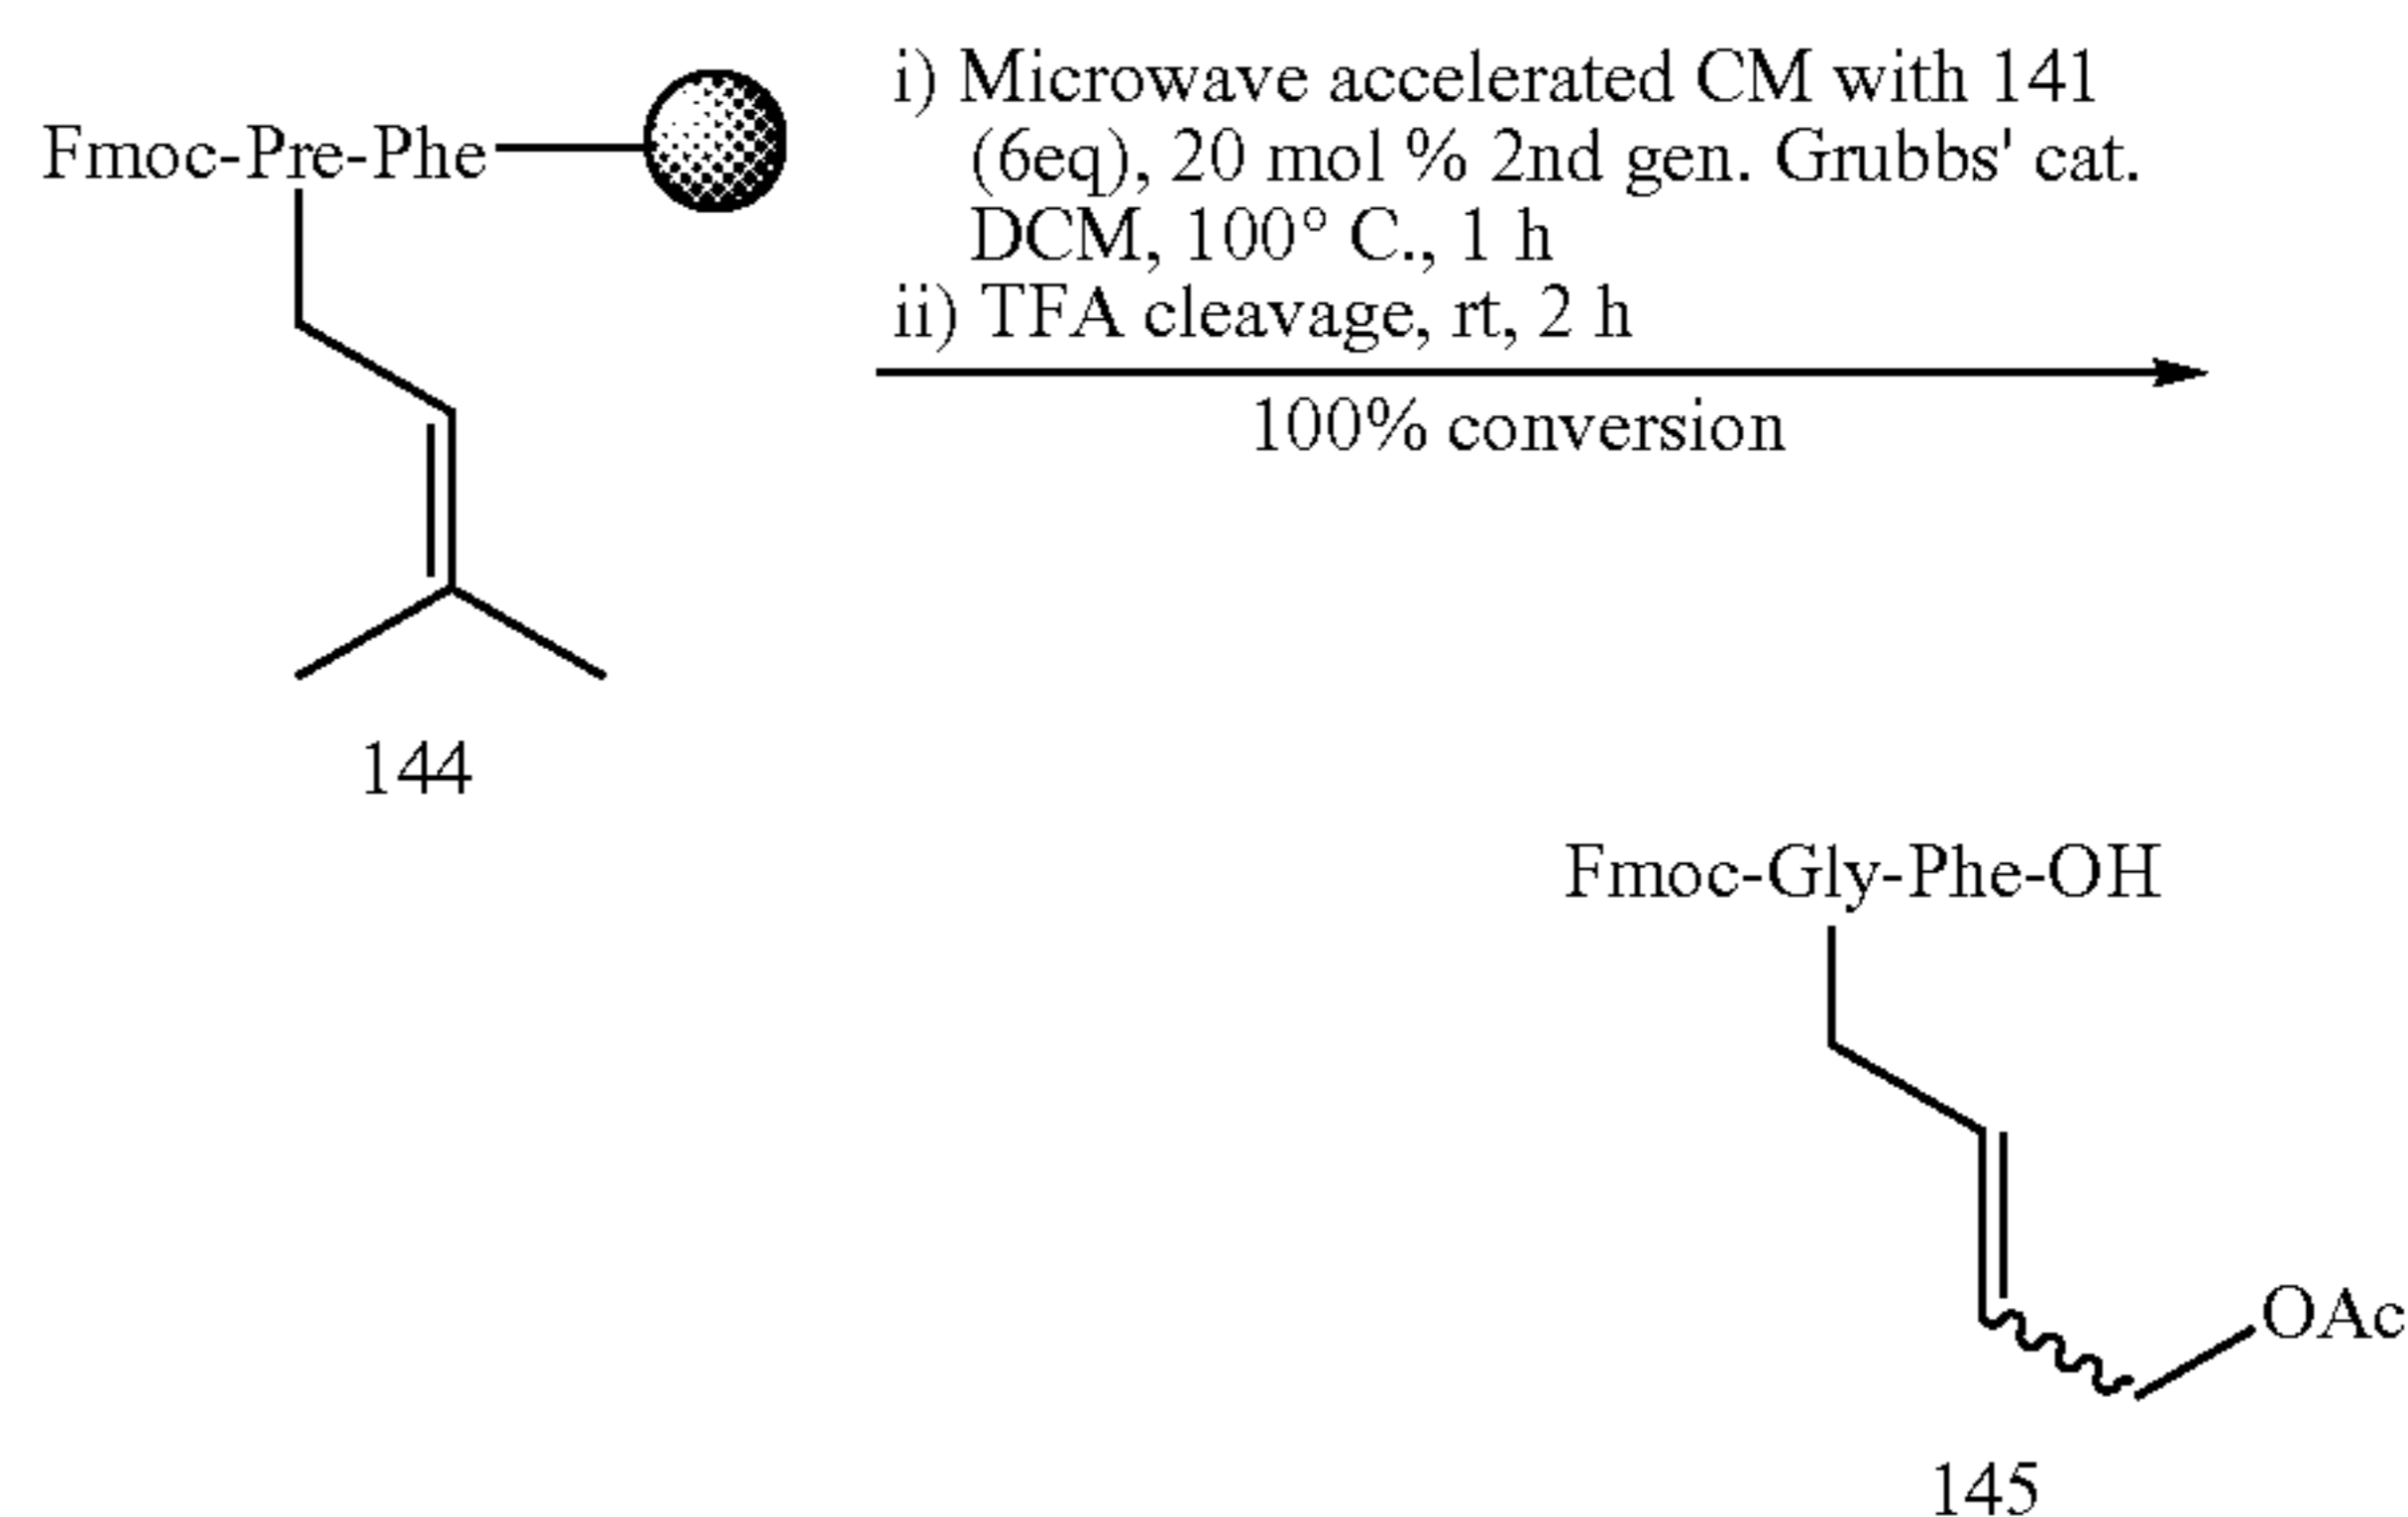 Fmoc-Pre-Phe
i) Microwave accelerated CM with 141
(6eq), 20 mol % 2nd gen. Grubbs' cat.
DCM, 100° C., 1 h
ii) TFA cleavage, rt, 2 h
100% conversion
144
Fmoc-Gly-Phe-OH
OAc
145